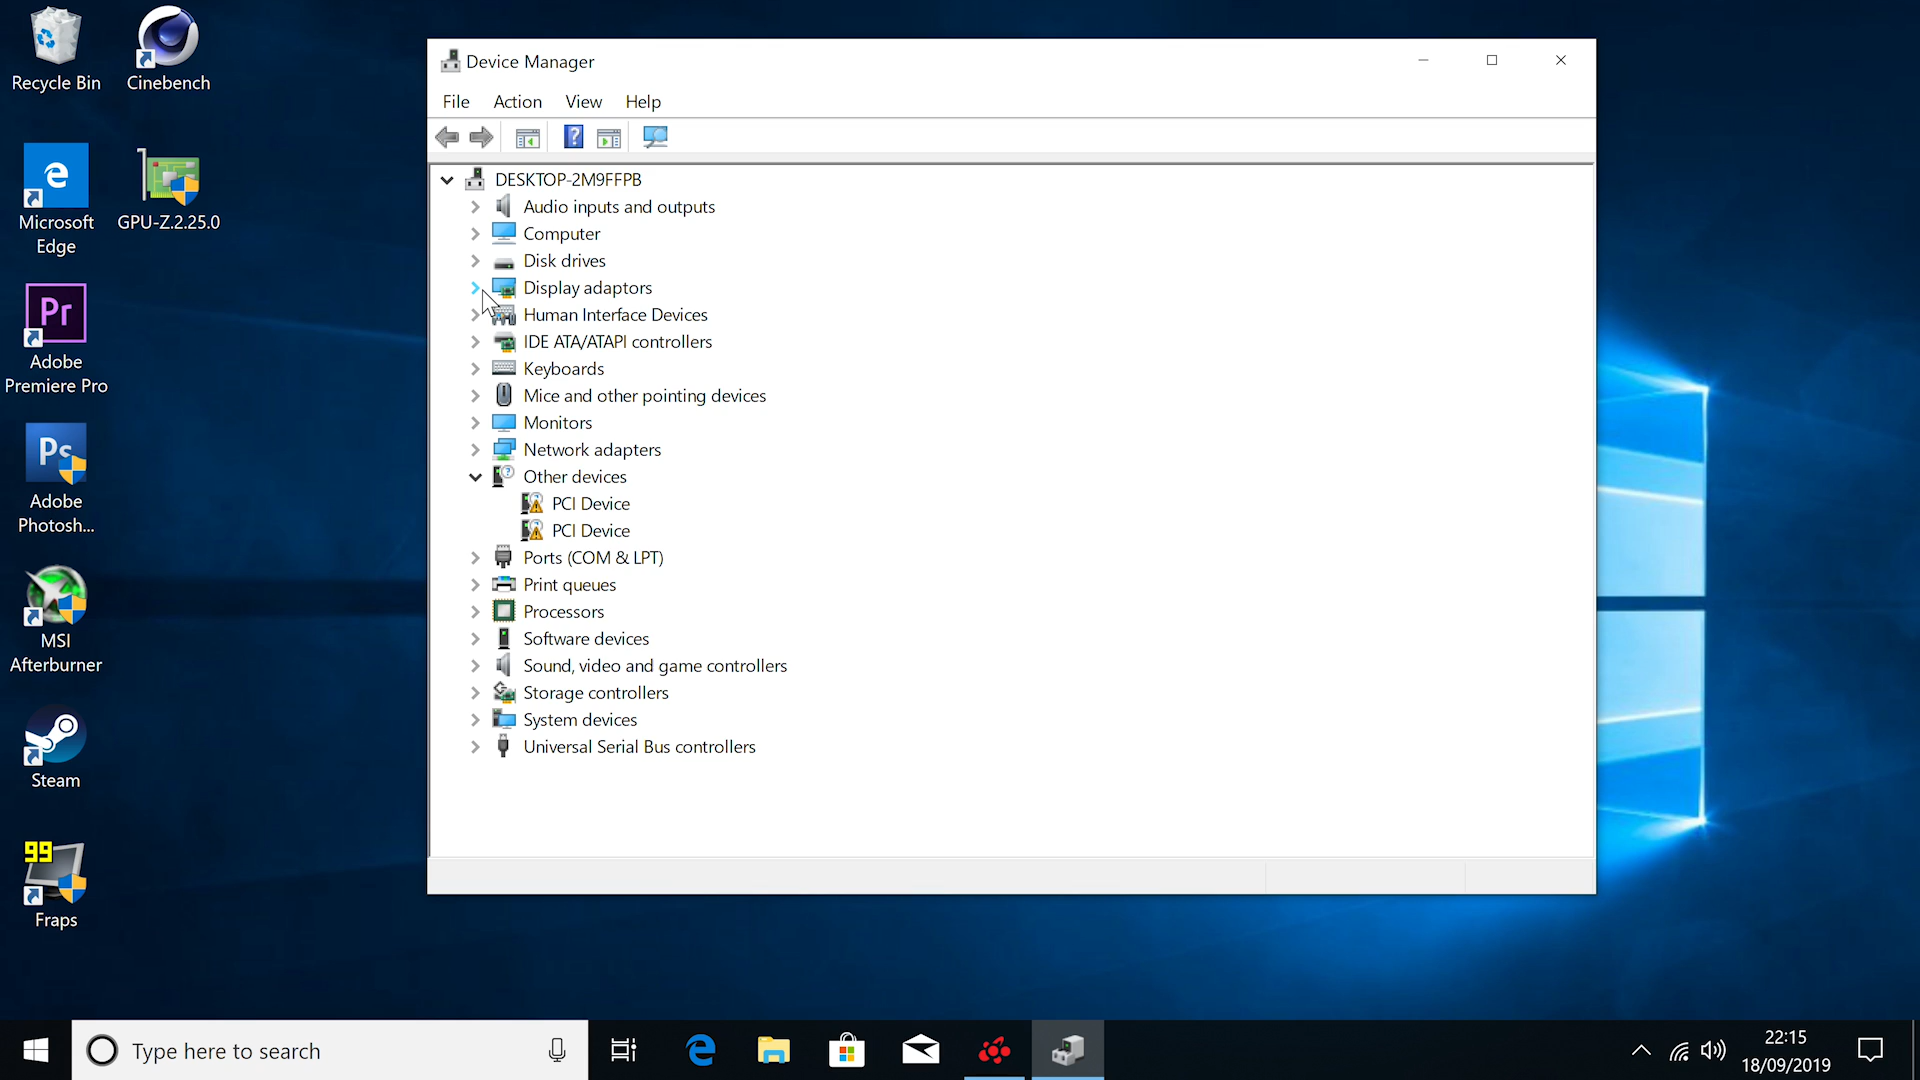 Recycle Bin
Cinebench
Microsoft
Edge
GPU-Z.2.25.0
Pr
Adobe
Premiere Pro
Ps
Adobe
Photosh...
MSI
Afterburner
Steam
99
Fraps
Device Manager
File Action View Help
DESKTOP-2M9FFPB
Audio inputs and outputs
Computer
Disk drives
Display adaptors
Human Interface Devices
IDE ATA/ATAPI controllers
Keyboards
Mice and other pointing devices
Monitors
Network adapters
Other devices
PCI Device
PCI Device
Ports (COM & LPT)
Print queues
Processors
Software devices
Sound, video and game controllers
Storage controllers
System devices
Universal Serial Bus controllers
Type here to search
22:15
18/09/2019